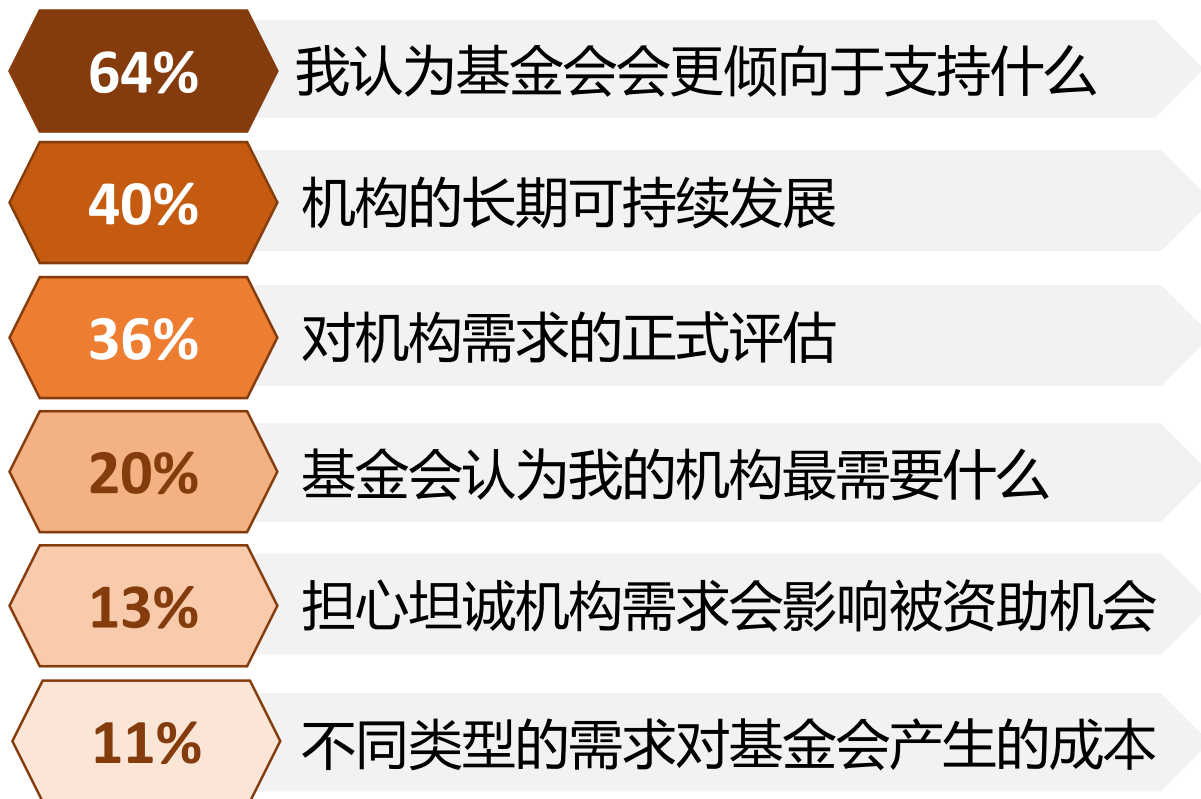 64% 我认为基金会会更倾向于支持什么
40% 机构的长期可持续发展
36% 对机构需求的正式评估
20% 基金会认为我的机构最需要什么
13% 担心坦诚机构需求会影响被资助机会
11% 不同类型的需求对基金会产生的成本